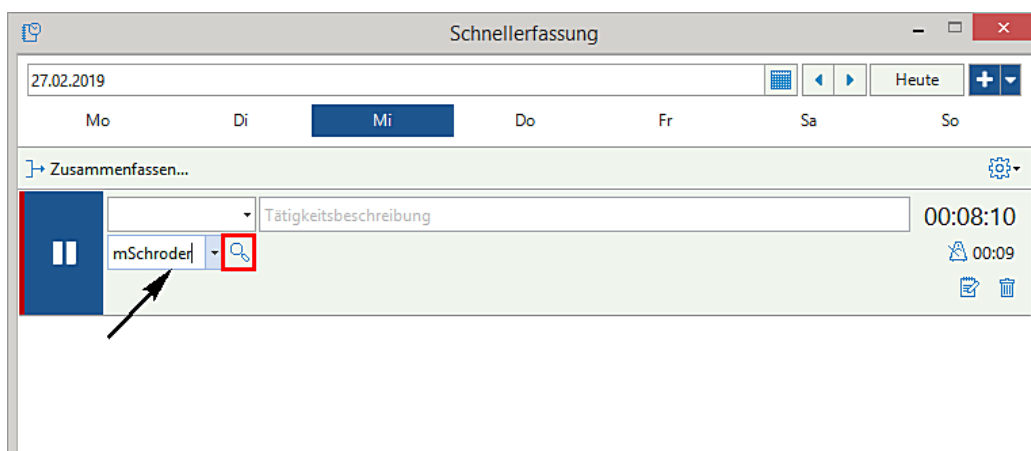 Schnellerfassung
27.02.2019 Heute
Mo Di Mi Do Fr Sa So
Zusammenfassen...
Tätigkeitsbeschreibung 00:08:10
mSchroder 00:09